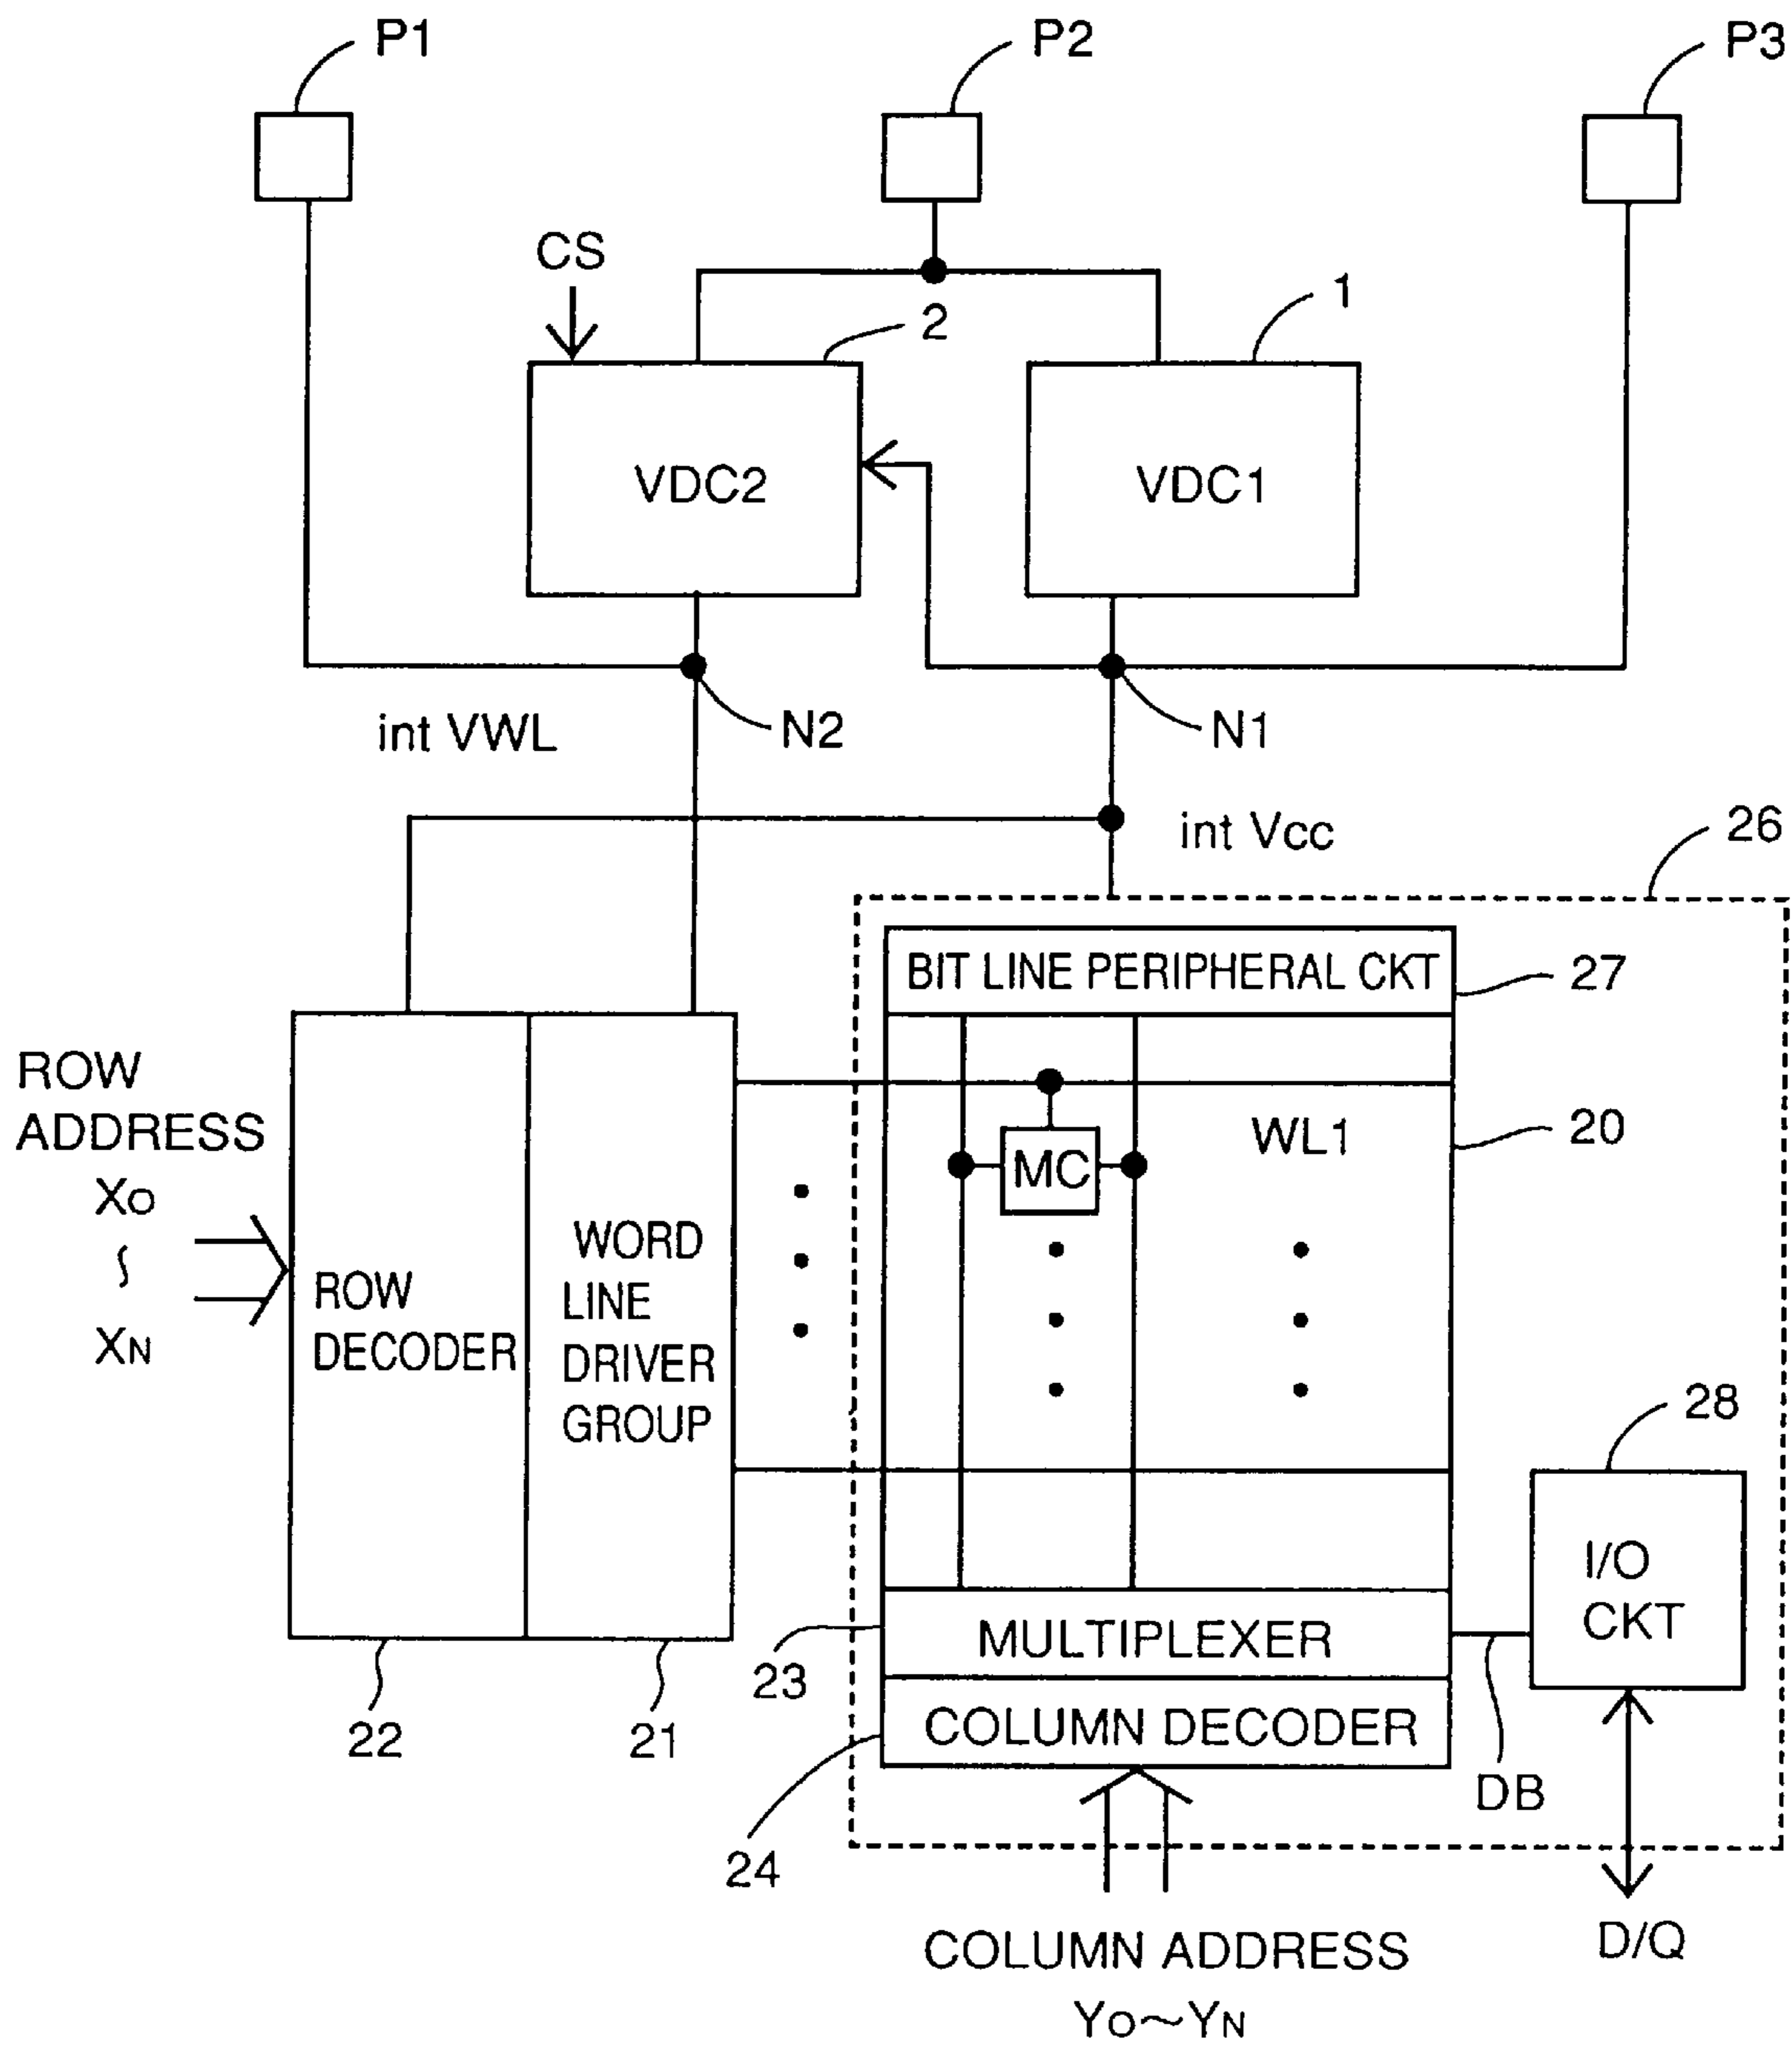 P1
P2
P3
CS
2
1
VDC2
VDC1
int VWL
N2
N1
int Vcc
26
BIT LINE PERIPHERAL CKT
27
ROW
ADDRESS
X0
~
XN
WL1
20
MC
ROW
DECODER
WORD
LINE
DRIVER
GROUP
28
I/O
CKT
MULTIPLEXER
23
22
21
COLUMN DECODER
DB
24
COLUMN ADDRESS
D/Q
Y0~YN